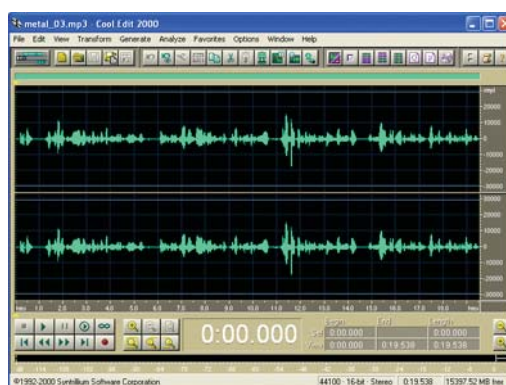 metal_03.mp3 - Cool Edit 2000
File Edit View Transform Generate Analyze Favorites Options Window Help
smpl
20000
10000
0
-10000
-20000
-30000
30000
20000
10000
0
-10000
-20000
-30000
hms 1.0 2.0 3.0 4.0 5.0 6.0 7.0 8.0 9.0 10.0 11.0 12.0 13.0 14.0 15.0 16.0 17.0 18.0 hms
0:00.000
Begin End Length
Sel 0:00.000 0:00.000
View 0:00.000 0:19.538 0:19.538
©1992-2000 Syntrillium Software Corporation 44100 · 16-bit · Stereo 0:19.538 15397.52 MB free